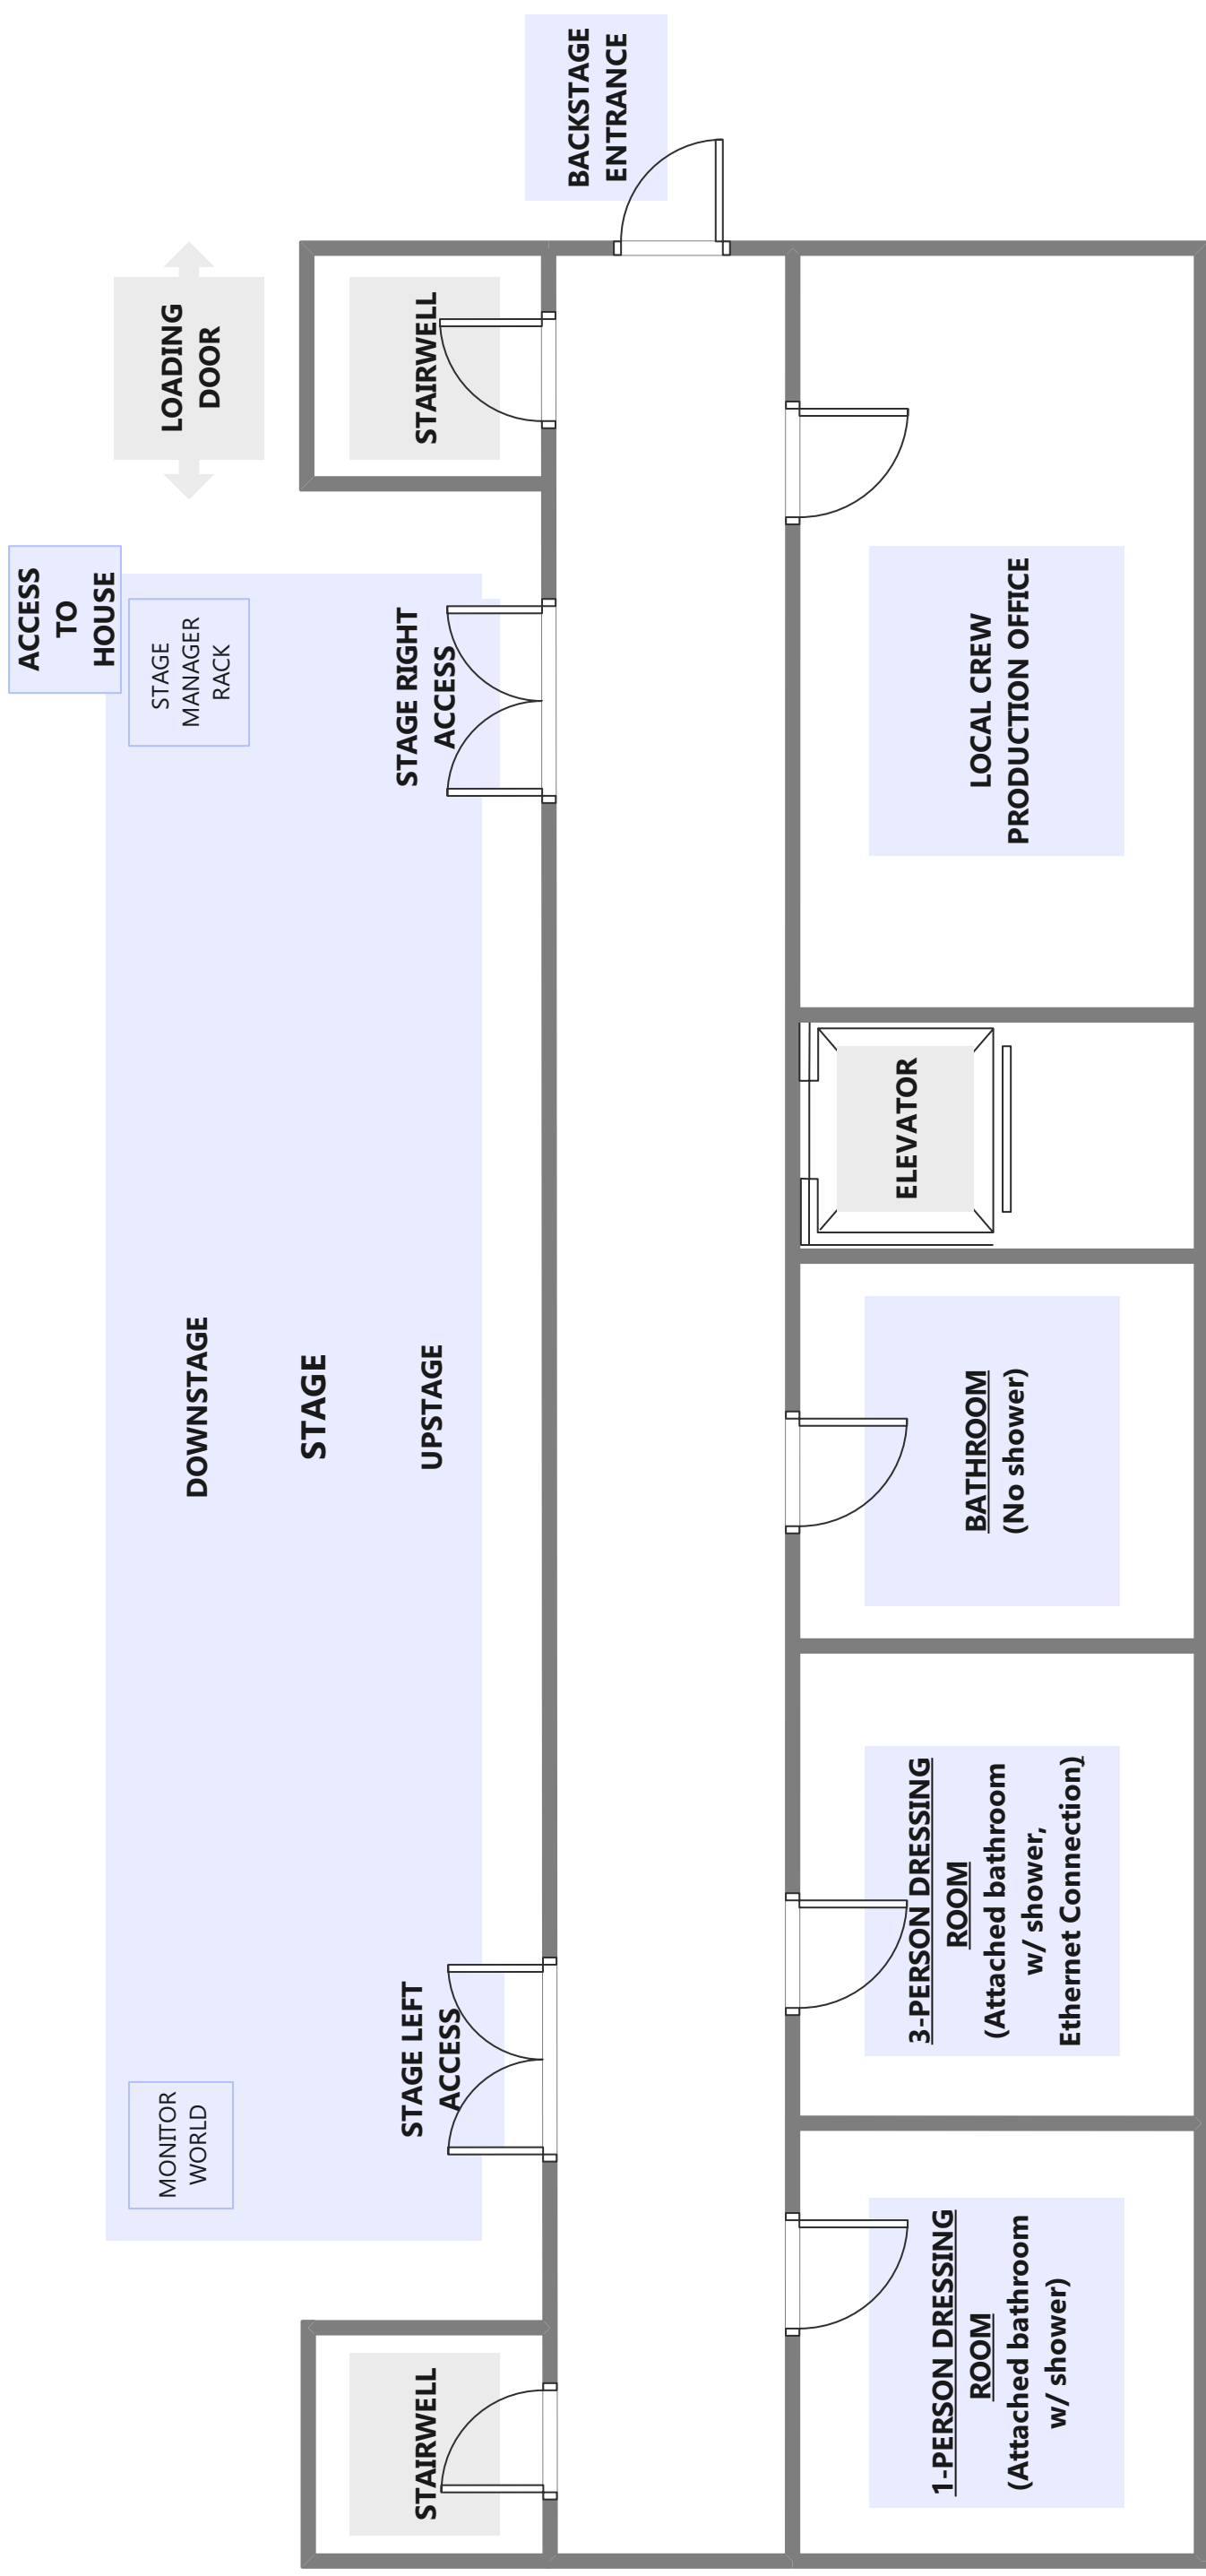 BACKSTAGE
ENTRANCE
LOADING
DOOR
STAIRWELL
ACCESS
TO
HOUSE
STAGE
MANAGER
RACK
STAGE RIGHT
ACCESS
LOCAL CREW
PRODUCTION OFFICE
ELEVATOR
DOWNSTAGE
STAGE
UPSTAGE
BATHROOM
(No shower)
3-PERSON DRESSING
ROOM
(Attached bathroom
w/ shower,
Ethernet Connection)
STAGE LEFT
ACCESS
MONITOR
WORLD
1-PERSON DRESSING
ROOM
(Attached bathroom
w/ shower)
STAIRWELL